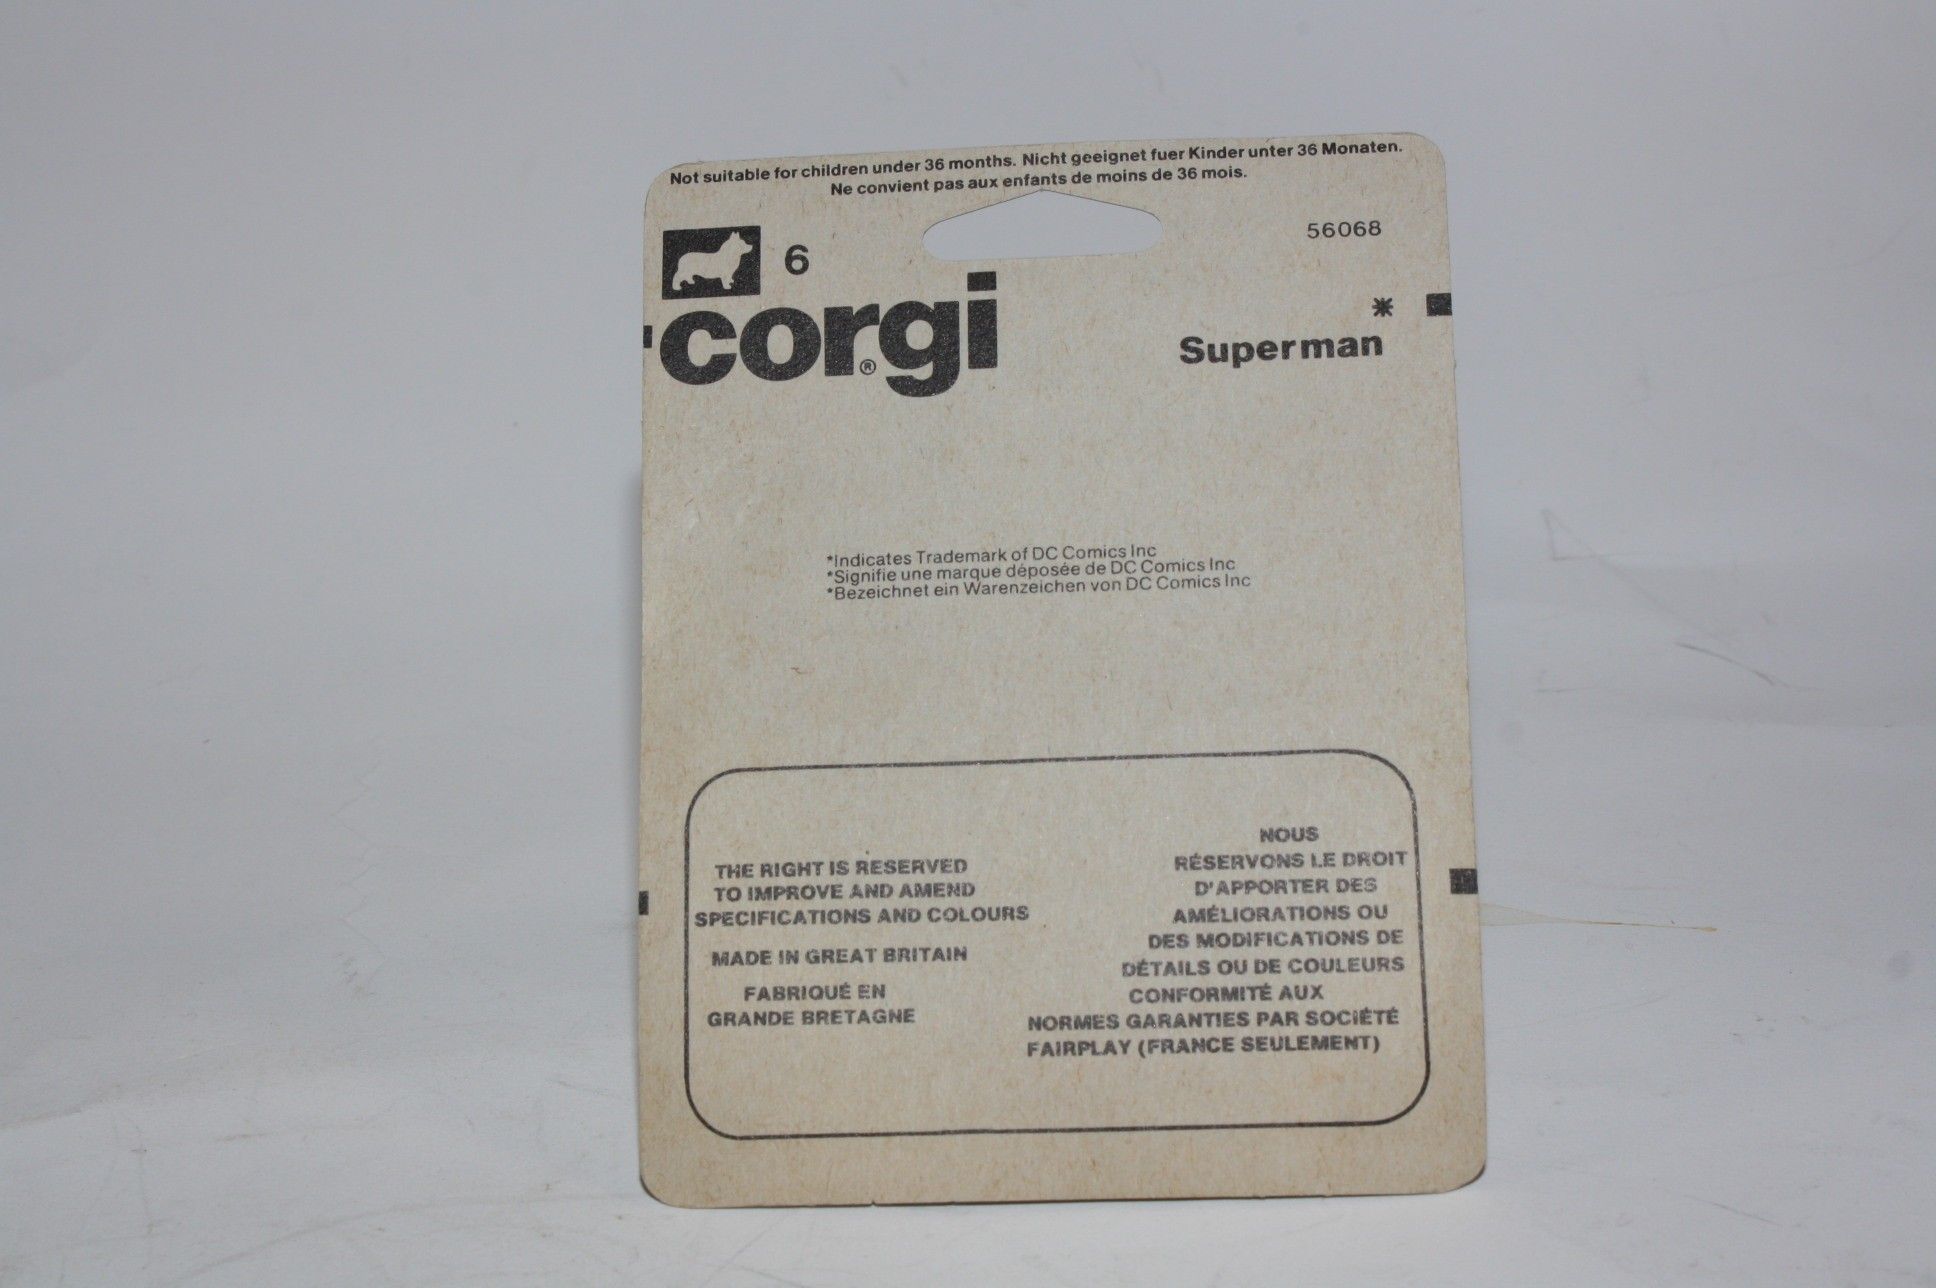 Not suitable for children under 36 months. Nicht geeignet fuer Kinder unter 36 Monaten.
Ne convient pas aux enfants de moins de 36 mois.
56068
6
corgi®
*
Superman
*Indicates Trademark of DC Comics Inc
*Signifie une marque déposée de DC Comics Inc
*Bezeichnet ein Warenzeichen von DC Comics Inc
THE RIGHT IS RESERVED
TO IMPROVE AND AMEND
SPECIFICATIONS AND COLOURS
MADE IN GREAT BRITAIN
FABRIQUÉ EN
GRANDE BRETAGNE
NOUS
RÉSERVONS LE DROIT
D'APPORTER DES
AMÉLIORATIONS OU
DES MODIFICATIONS DE
DÉTAILS OU DE COULEURS
CONFORMITÉ AUX
NORMES GARANTIES PAR SOCIÉTÉ
FAIRPLAY (FRANCE SEULEMENT)